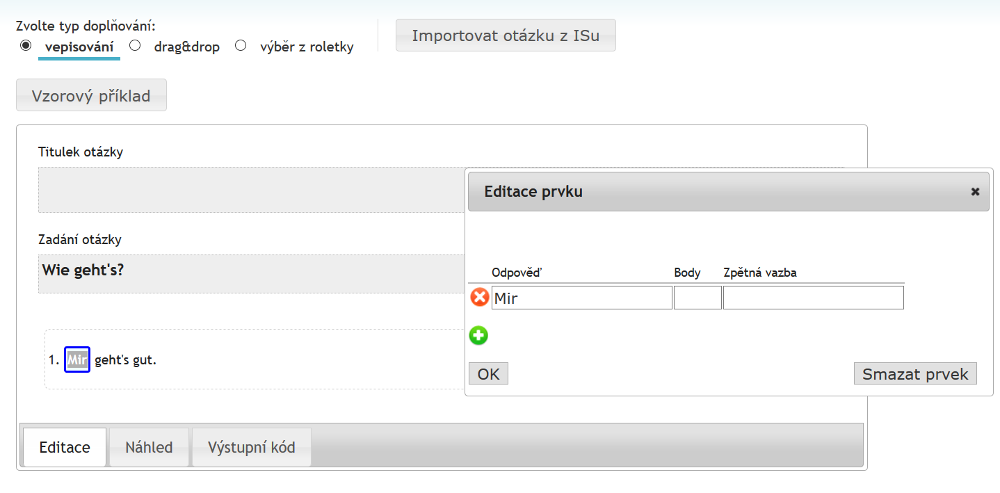 Zvolte typ doplňování:
vepisování drag&drop výběr z roletky
Importovat otázku z ISu
Vzorový příklad
Titulek otázky
Zadání otázky
Wie geht's?
1. Mir geht's gut.
Editace prvku
Odpověď Body Zpětná vazba
Mir
OK Smazat prvek
Editace Náhled Výstupní kód